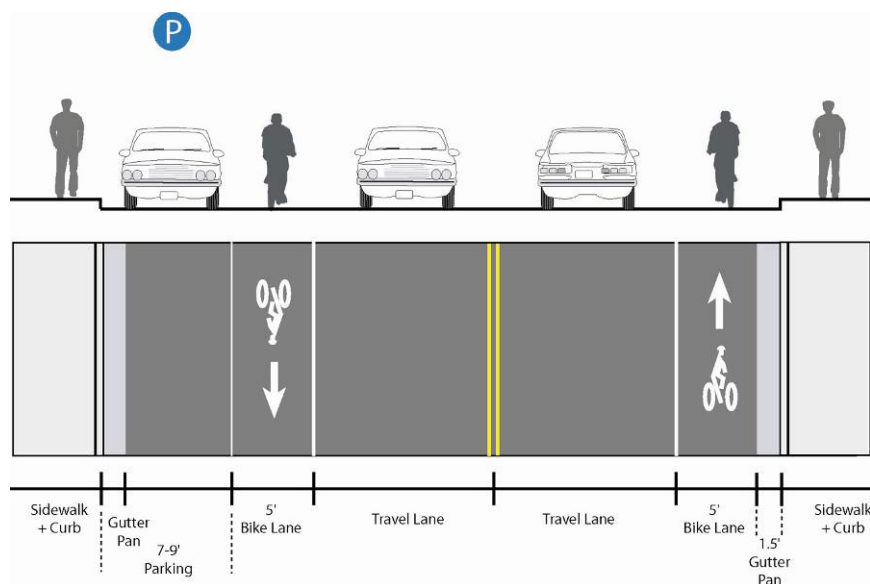 P
Sidewalk
+ Curb
Gutter
Pan
7-9'
Parking
5'
Bike Lane
Travel Lane
Travel Lane
5'
Bike Lane
1.5'
Gutter
Pan
Sidewalk
+ Curb